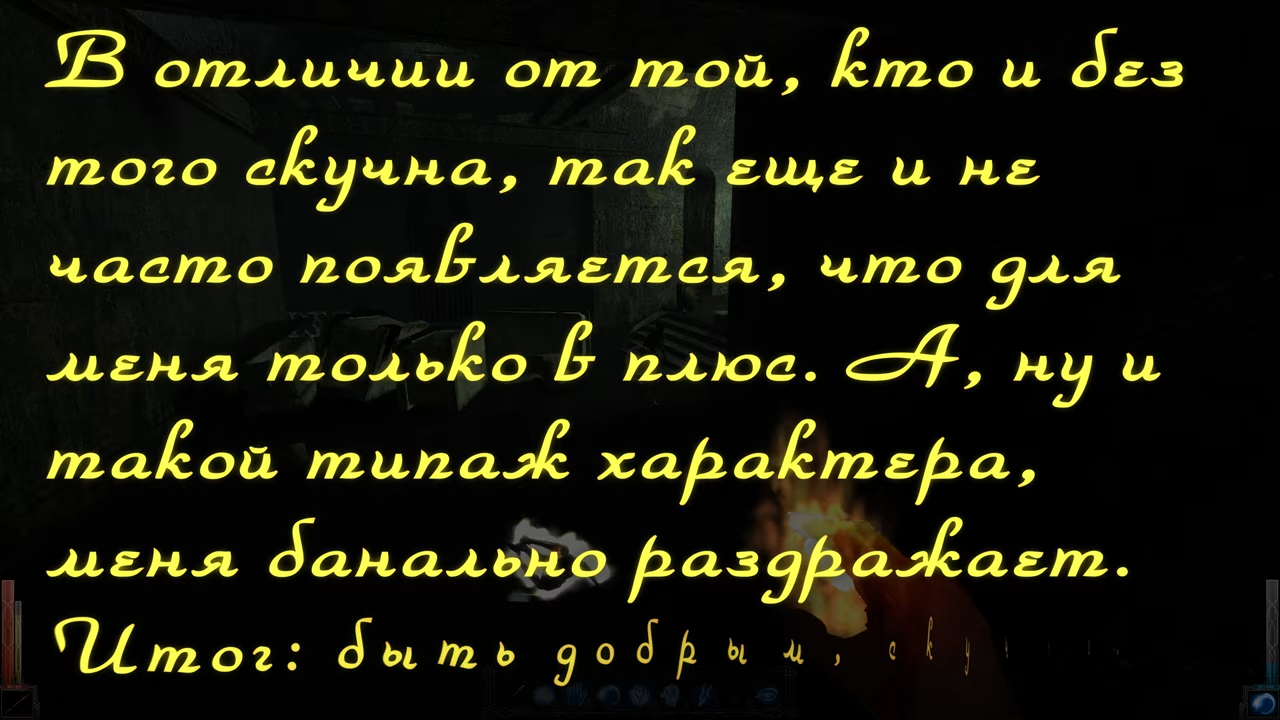 В отличии от той, кто и без
того скучна, так еще и не
часто появляется, что для
меня только в плюс. А, ну и
такой типаж характера,
меня банально раздражает.
Итог: быть добрым,